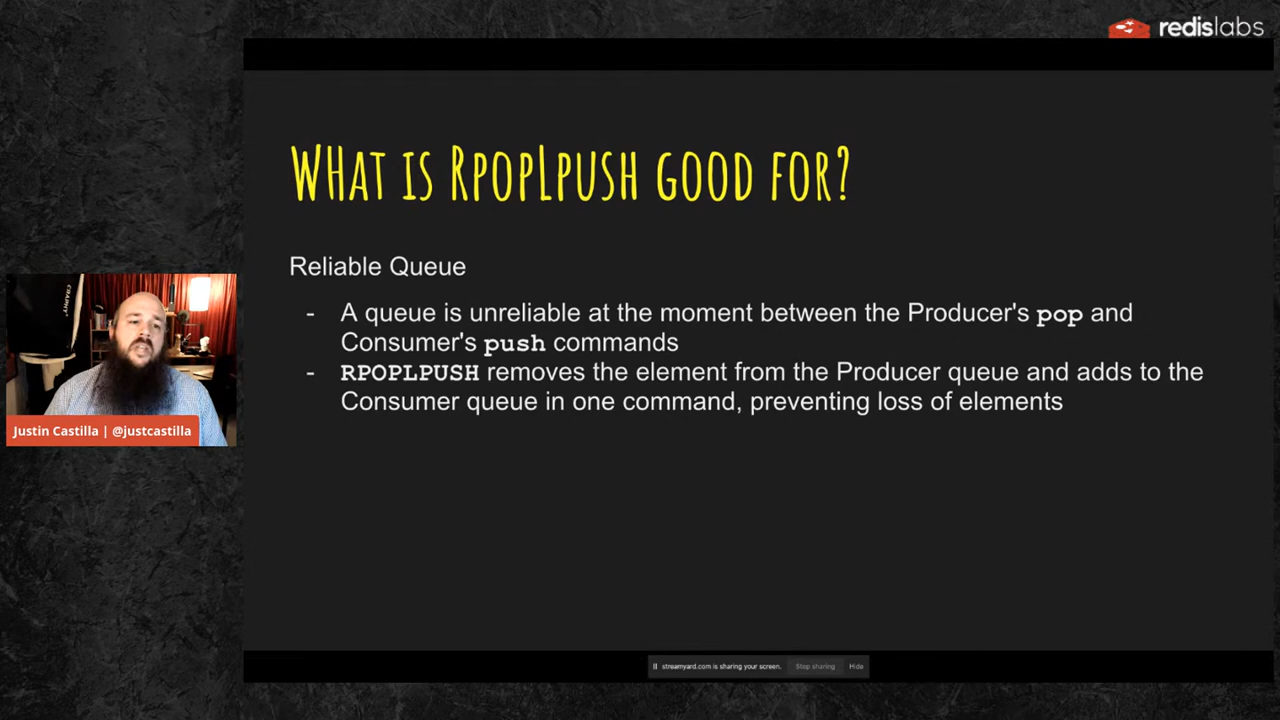 redislabs
WHAT IS RPOPLPUSH GOOD FOR?
Reliable Queue
- A queue is unreliable at the moment between the Producer's pop and
Consumer's push commands
- RPOPLPUSH removes the element from the Producer queue and adds to the
Consumer queue in one command, preventing loss of elements
Justin Castilla | @justcastilla
streamyard.com is sharing your screen. Stop sharing Hide